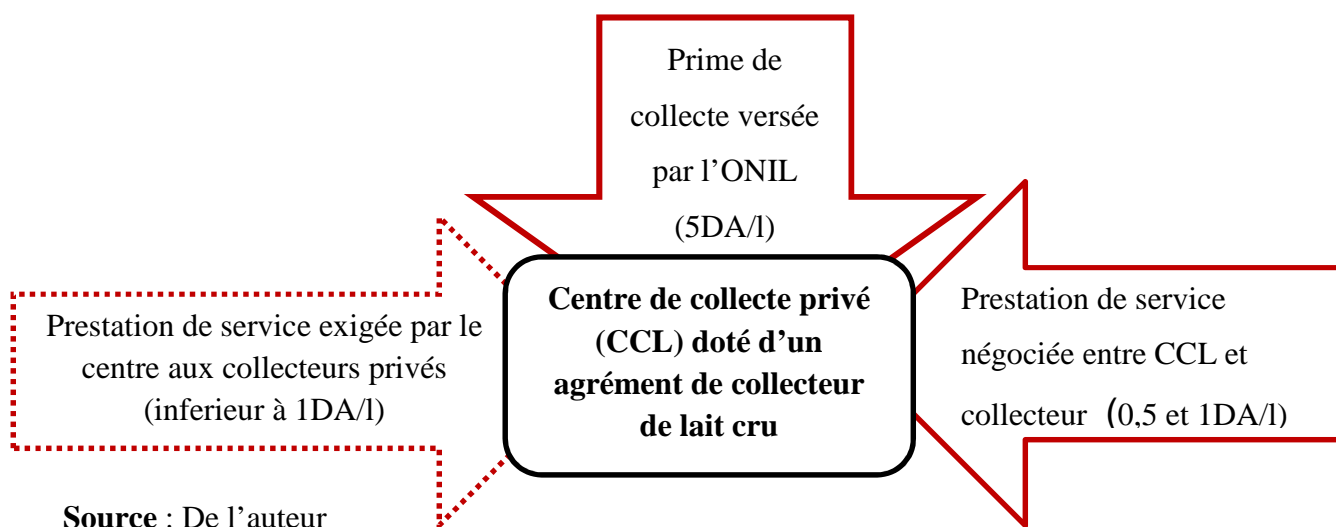 Prime de
collecte versée
par l’ONIL
(5DA/l)
Prestation de service exigée par le
centre aux collecteurs privés
(inferieur à 1DA/l)
Centre de collecte privé
(CCL) doté d’un
agrément de collecteur
de lait cru
Prestation de service
négociée entre CCL et
collecteur (0,5 et 1DA/l)
Source : De l’auteur